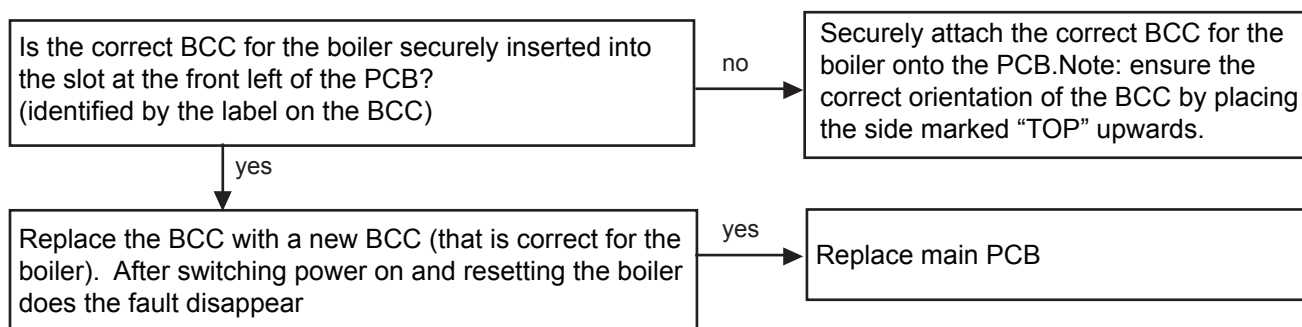 Is the correct BCC for the boiler securely inserted into
the slot at the front left of the PCB?
(identified by the label on the BCC)
no
Securely attach the correct BCC for the
boiler onto the PCB.Note: ensure the
correct orientation of the BCC by placing
the side marked “TOP” upwards.
yes
Replace the BCC with a new BCC (that is correct for the
boiler).  After switching power on and resetting the boiler
does the fault disappear
yes
Replace main PCB